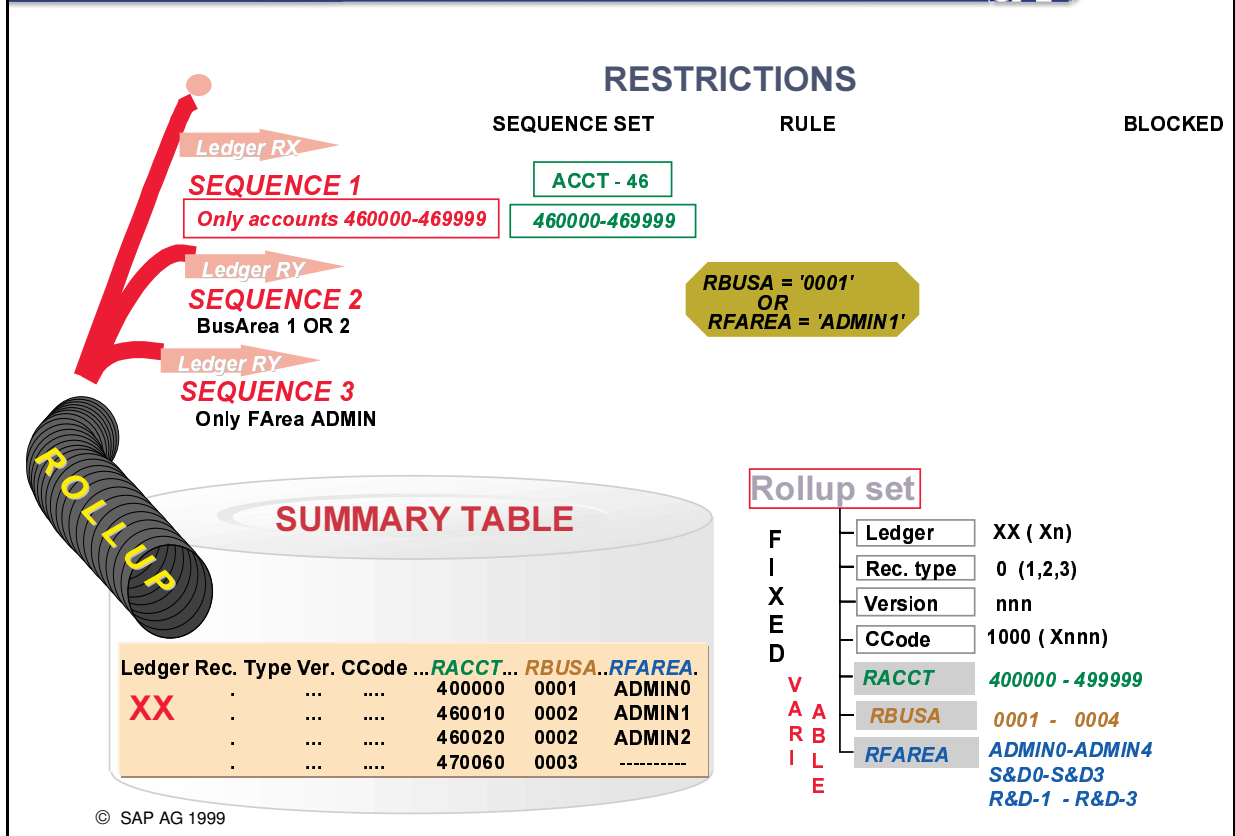 RESTRICTIONS
SEQUENCE SET RULE BLOCKED
Ledger RX
SEQUENCE 1
Only accounts 460000-469999
ACCT - 46
460000-469999
Ledger RY
SEQUENCE 2
BusArea 1 OR 2
RBUSA = '0001'
OR
RFAREA = 'ADMIN1'
Ledger RY
SEQUENCE 3
Only FArea ADMIN
ROLLUP
SUMMARY TABLE
Ledger Rec. Type Ver. CCode ...RACCT... RBUSA..RFAREA.
XX
. ... .... 400000 0001 ADMIN0
. ... .... 460010 0002 ADMIN1
. ... .... 460020 0002 ADMIN2
. ... .... 470060 0003 ----------
Rollup set
FIXED
Ledger XX ( Xn)
Rec. type 0 (1,2,3)
Version nnn
CCode 1000 ( Xnnn)
VARI
ABLE
RACCT 400000 - 499999
RBUSA 0001 - 0004
RFAREA ADMIN0-ADMIN4
S&D0-S&D3
R&D-1 - R&D-3
© SAP AG 1999